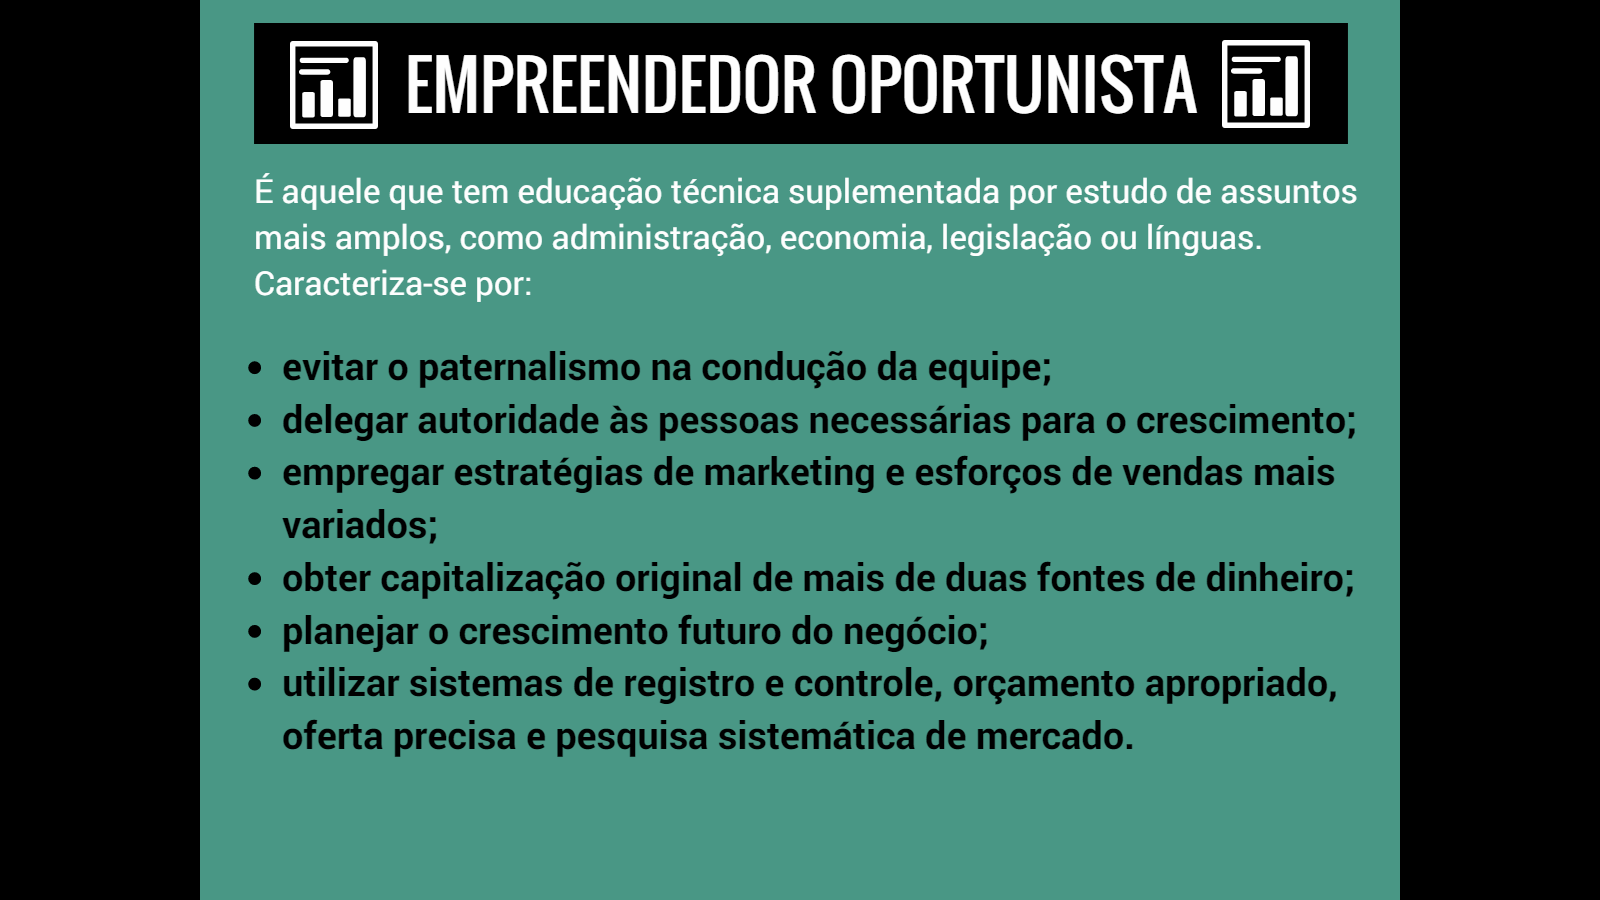 EMPREENDEDOR OPORTUNISTA
É aquele que tem educação técnica suplementada por estudo de assuntos
mais amplos, como administração, economia, legislação ou línguas.
Caracteriza-se por:
• evitar o paternalismo na condução da equipe;
• delegar autoridade às pessoas necessárias para o crescimento;
• empregar estratégias de marketing e esforços de vendas mais
variados;
• obter capitalização original de mais de duas fontes de dinheiro;
• planejar o crescimento futuro do negócio;
• utilizar sistemas de registro e controle, orçamento apropriado,
oferta precisa e pesquisa sistemática de mercado.